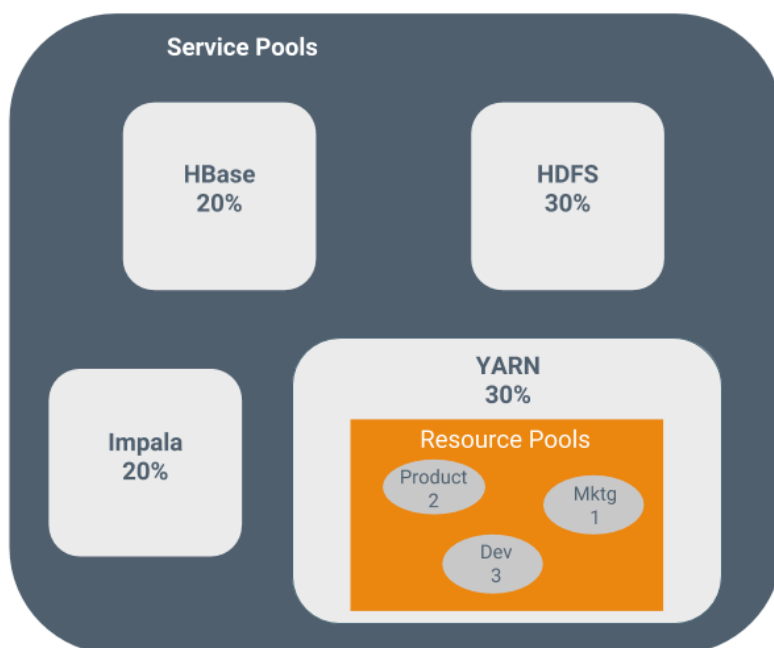 Service Pools
HBase
20%
HDFS
30%
Impala
20%
YARN
30%
Resource Pools
Product
2
Mktg
1
Dev
3